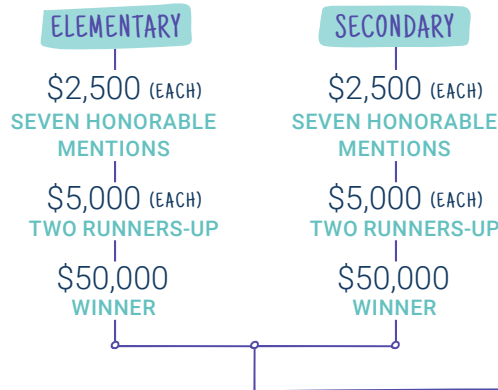 ELEMENTARY
$2,500 (EACH)
SEVEN HONORABLE
MENTIONS
$5,000 (EACH)
TWO RUNNERS-UP
$50,000
WINNER
SECONDARY
$2,500 (EACH)
SEVEN HONORABLE
MENTIONS
$5,000 (EACH)
TWO RUNNERS-UP
$50,000
WINNER